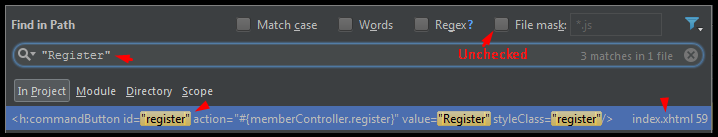 Find in Path Match case Words Regex? File mask: *.js
"Register" Unchecked 3 matches in 1 file
In Project Module Directory Scope
<h:commandButton id="register" action="#{memberController.register}" value="Register" styleClass="register"/> index.xhtml 59